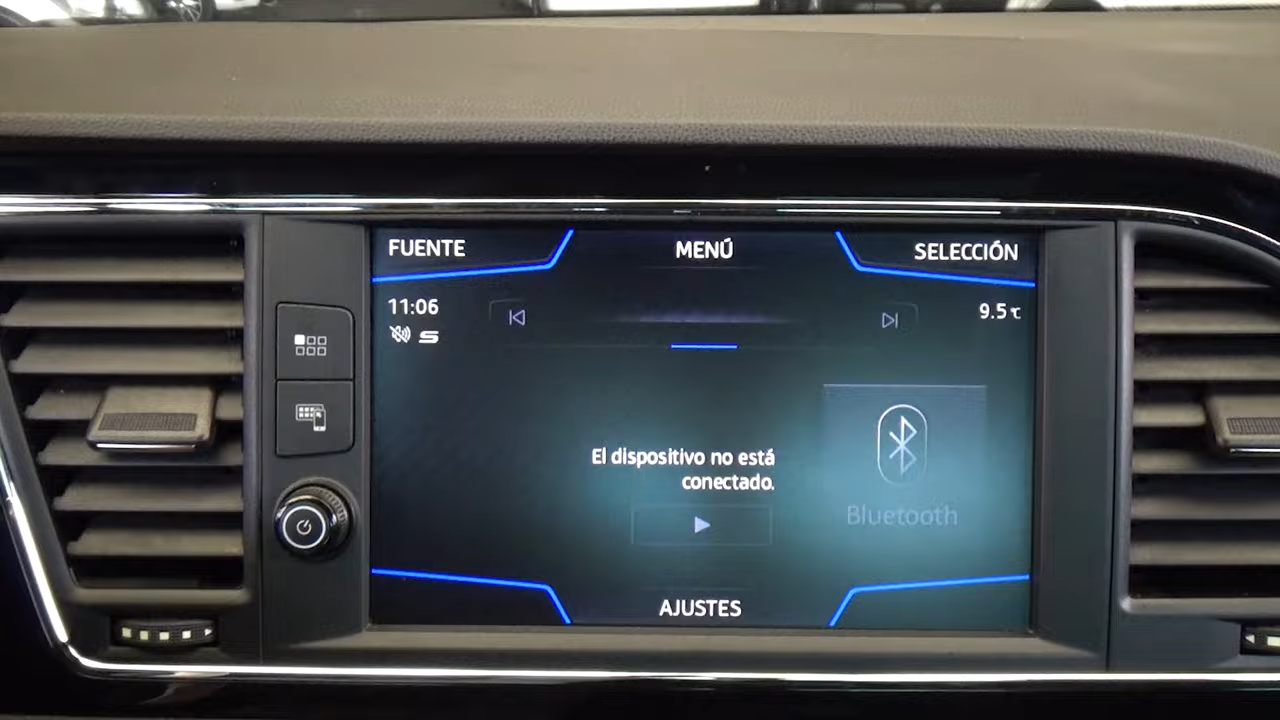 FUENTE
MENÚ
SELECCIÓN
11:06
9.5 ℃
El dispositivo no está
conectado.
Bluetooth
AJUSTES